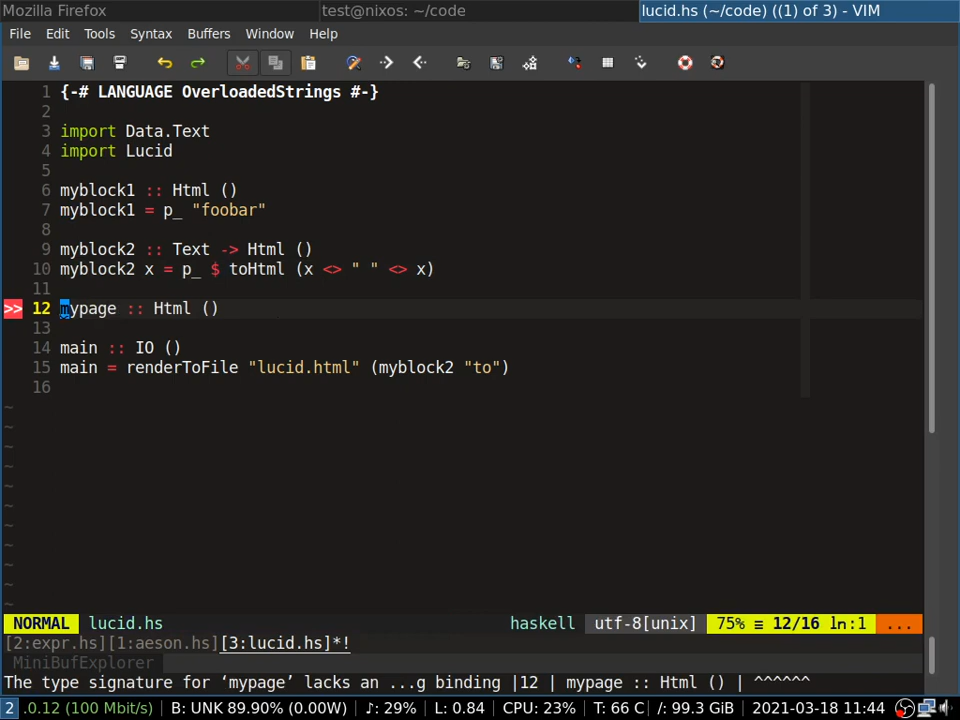 Mozilla Firefox test@nixos: ~/code lucid.hs (~/code) ((1) of 3) - VIM
File Edit Tools Syntax Buffers Window Help
1 {-# LANGUAGE OverloadedStrings #-}
2
3 import Data.Text
4 import Lucid
5
6 myblock1 :: Html ()
7 myblock1 = p_ "foobar"
8
9 myblock2 :: Text -> Html ()
10 myblock2 x = p_ $ toHtml (x <> " " <> x)
11
>> 12 mypage :: Html ()
13
14 main :: IO ()
15 main = renderToFile "lucid.html" (myblock2 "to")
16
~
~
~
~
~
~
~
~
~
~
~
NORMAL lucid.hs haskell utf-8[unix] 75% ≡ 12/16 ln:1 ...
[2:expr.hs][1:aeson.hs][3:lucid.hs]*!
MiniBufExplorer
The type signature for ‘mypage’ lacks an ...g binding |12 | mypage :: Html () | ^^^^^^
2 .0.12 (100 Mbit/s) B: UNK 89.90% (0.00W) ♪: 29% L: 0.84 CPU: 23% T: 66 C /: 99.3 GiB 2021-03-18 11:44